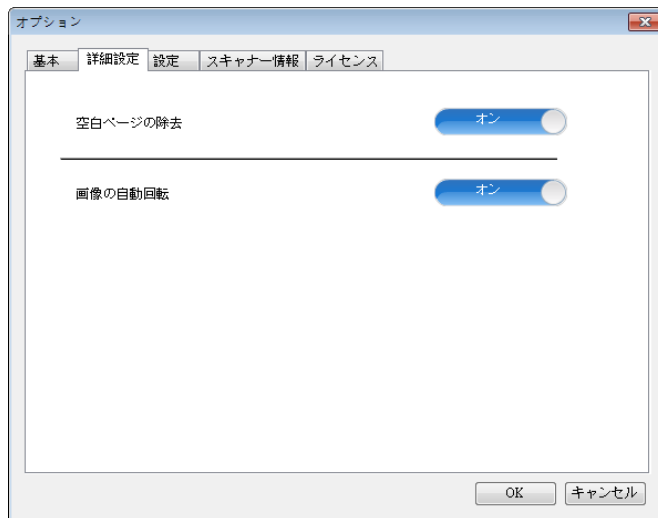 オプション
基本 詳細設定 設定 スキャナー情報 ライセンス
空白ページの除去 オン
画像の自動回転 オン
OK キャンセル